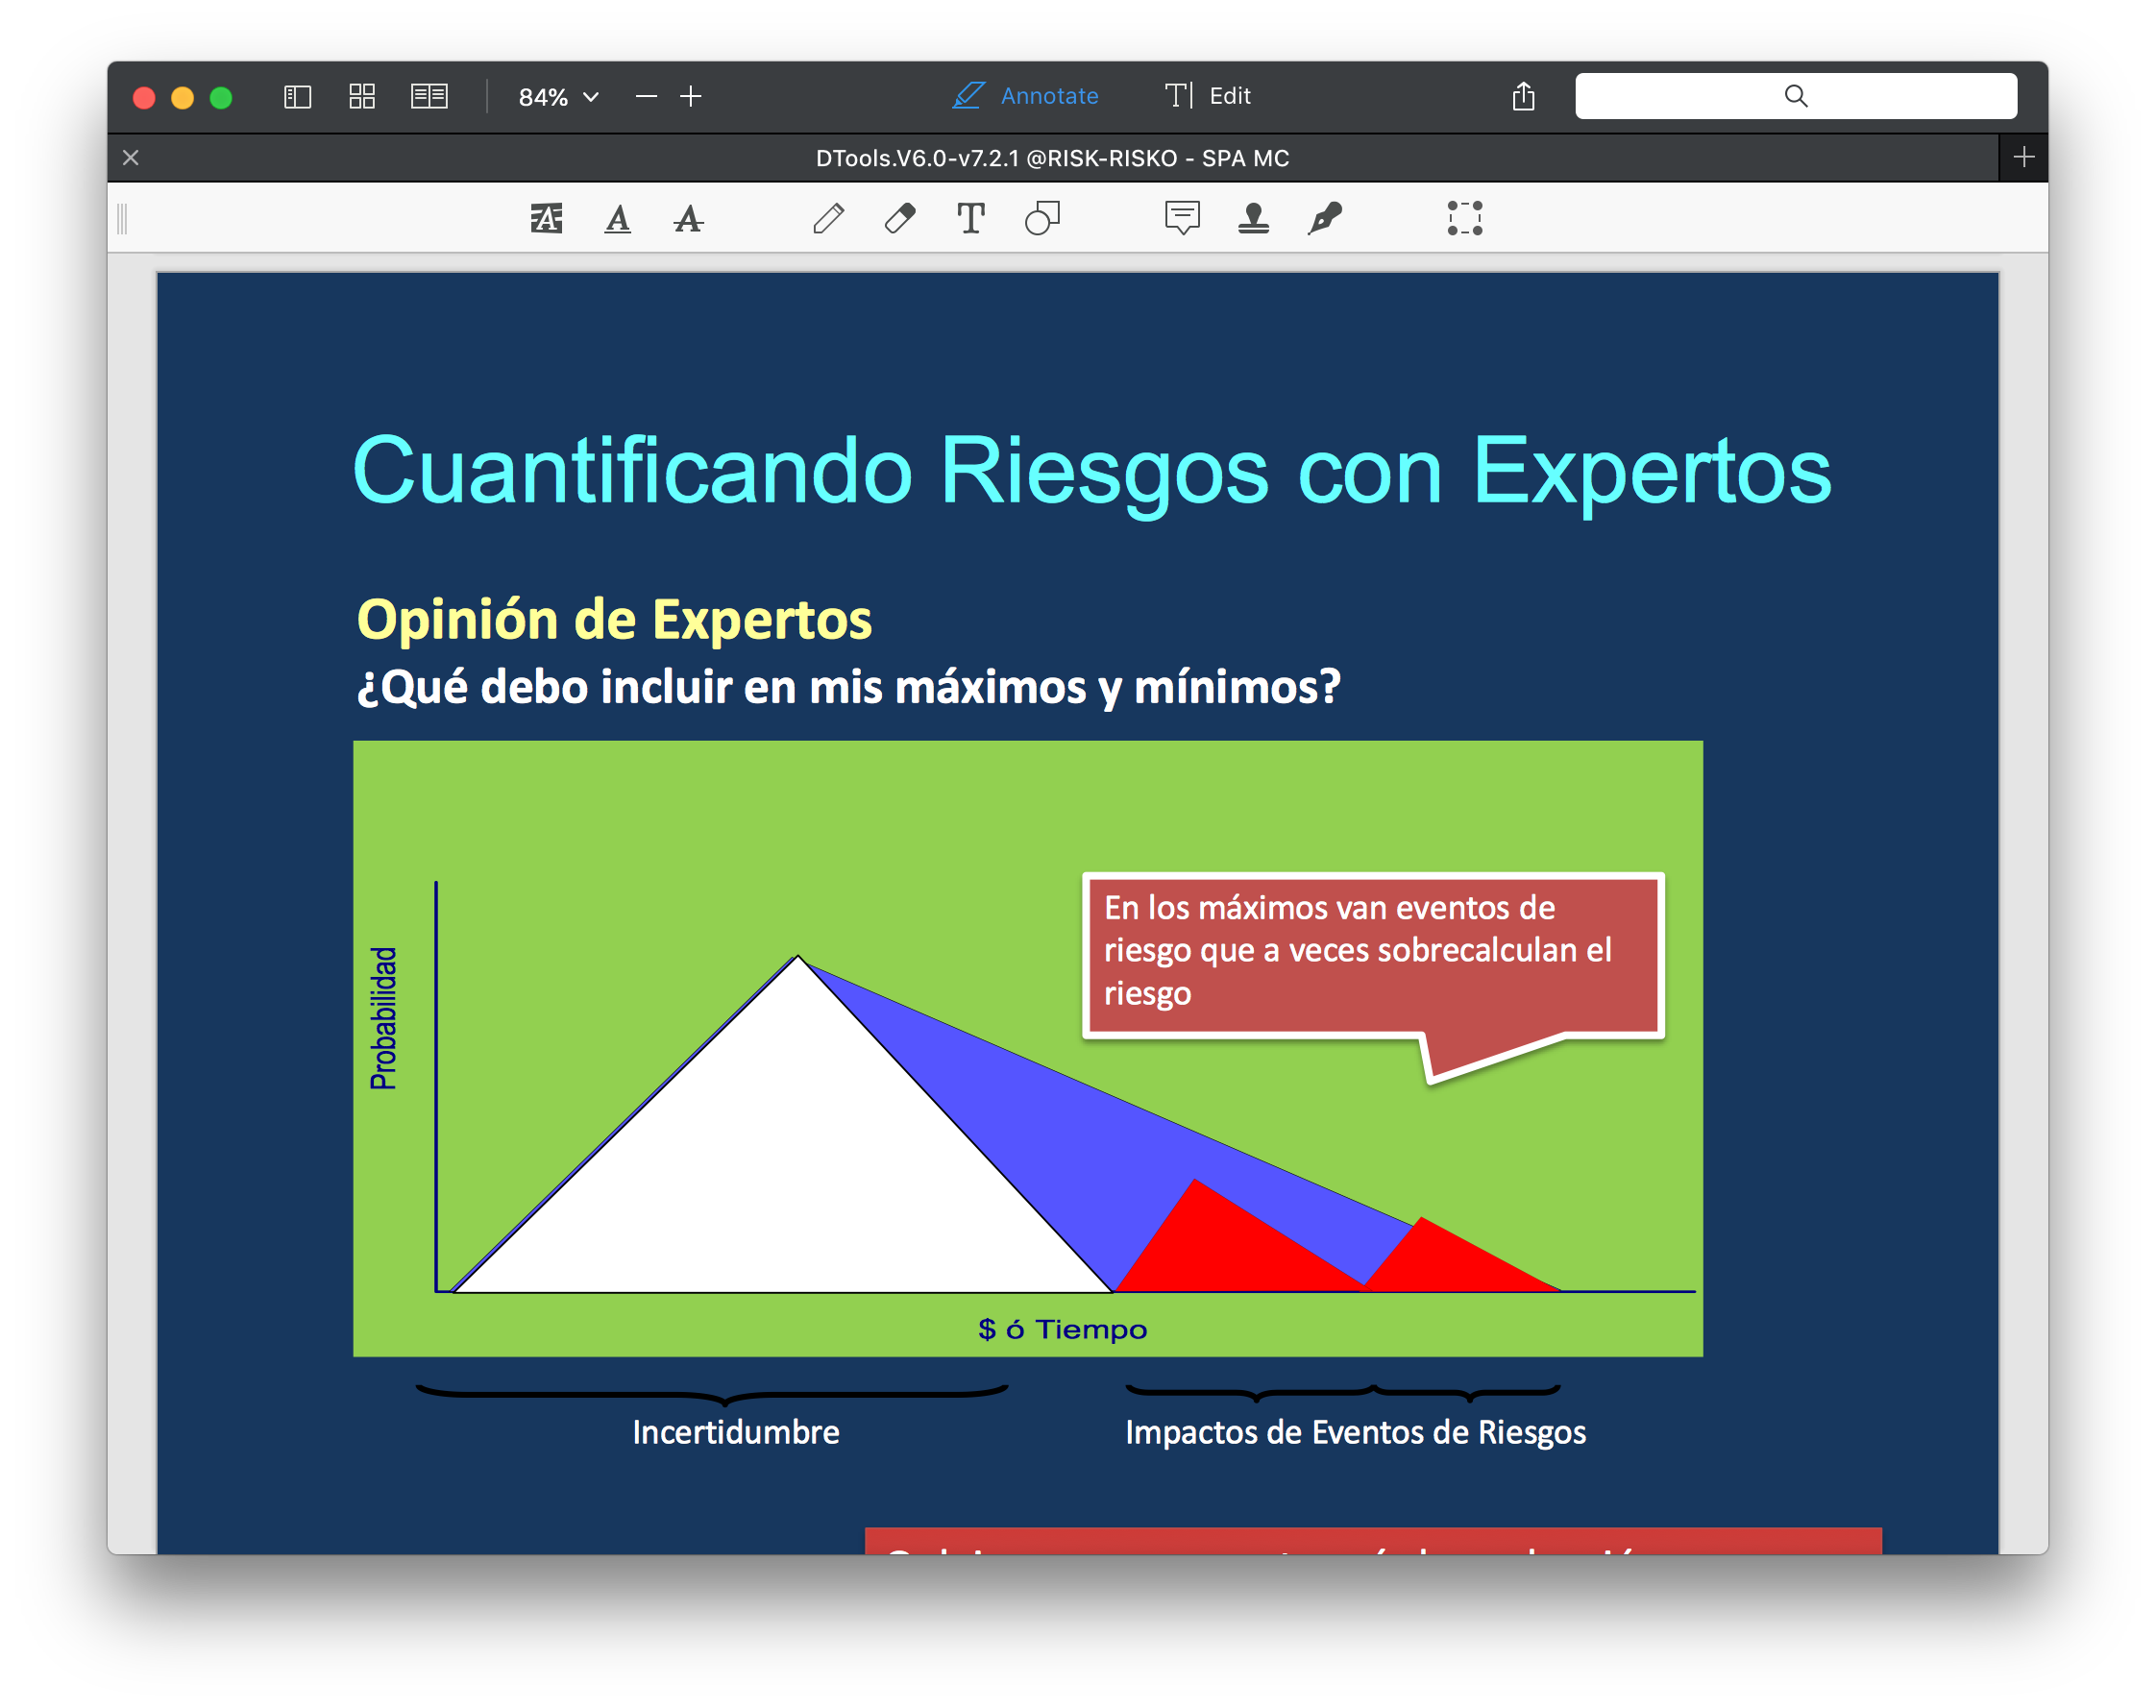 84%
Annotate
Edit
DTools.V6.0-v7.2.1 @RISK-RISKO - SPA MC
Cuantificando Riesgos con Expertos
Opinión de Expertos
¿Qué debo incluir en mis máximos y mínimos?
En los máximos van eventos de
riesgo que a veces sobrecalculan el
riesgo
Probabilidad
$ ó Tiempo
Incertidumbre
Impactos de Eventos de Riesgos